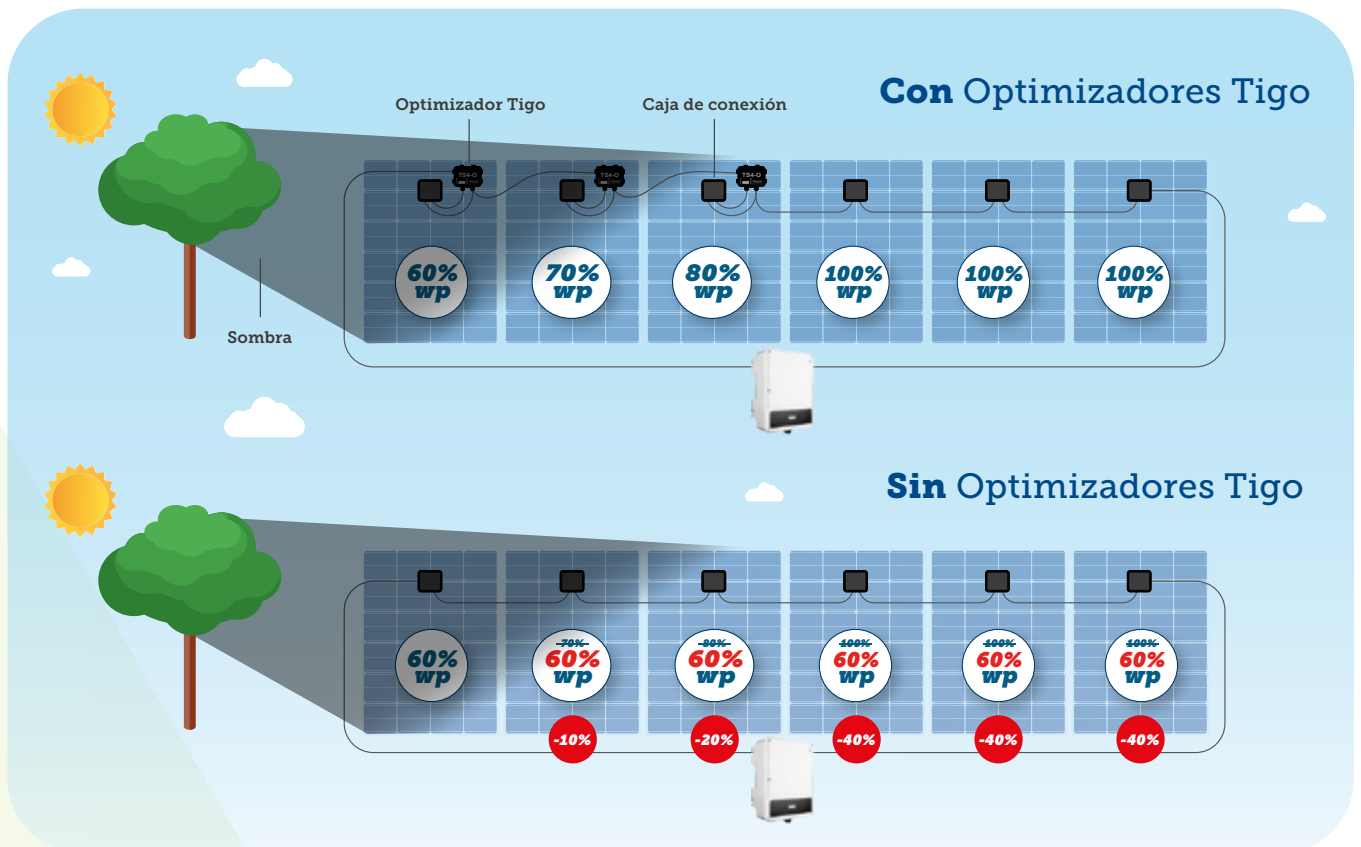 Con Optimizadores Tigo
Optimizador Tigo
Caja de conexión
TS4-O
TS4-O
TS4-O
60%
wp
70%
wp
80%
wp
100%
wp
100%
wp
100%
wp
Sombra
Sin Optimizadores Tigo
60%
wp
70%
60%
wp
80%
60%
wp
100%
60%
wp
100%
60%
wp
100%
60%
wp
-10%
-20%
-40%
-40%
-40%